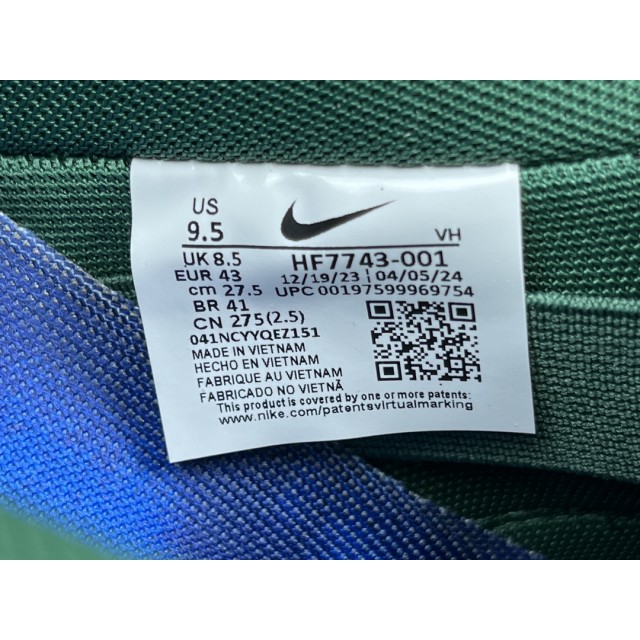 US
9.5
VH
UK 8.5
HF7743-001
EUR 43
12/19/23 | 04/05/24
cm 27.5
UPC 00197599969754
BR 41
CN 275(2.5)
041NCYYQEZ151
MADE IN VIETNAM
HECHO EN VIETNAM
FABRIQUE AU VIETNAM
FABRICADO NO VIETNÃ
This product is covered by one or more patents. See
www.nike.com/patentsvirtualmarking